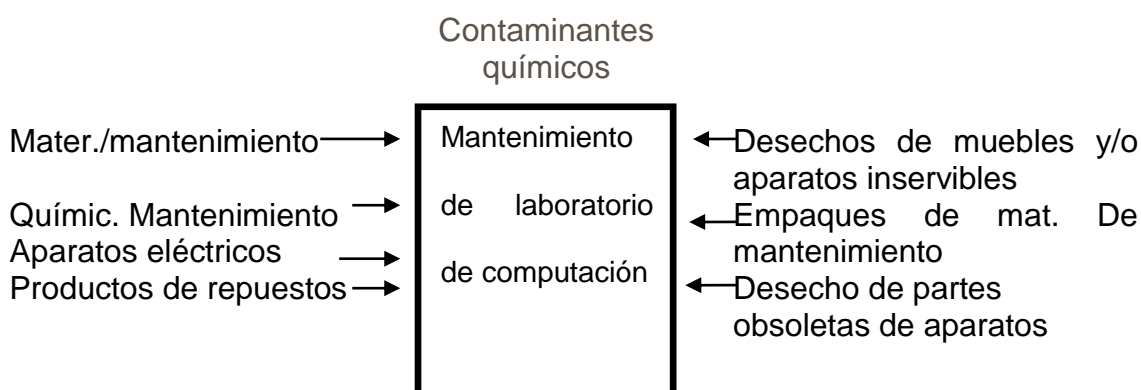 Contaminantes
químicos
Mater./mantenimiento
Químic. Mantenimiento
Aparatos eléctricos
Productos de repuestos
Mantenimiento
de laboratorio
de computación
Desechos de muebles y/o
aparatos inservibles
Empaques de mat. De
mantenimiento
Desecho de partes
obsoletas de aparatos